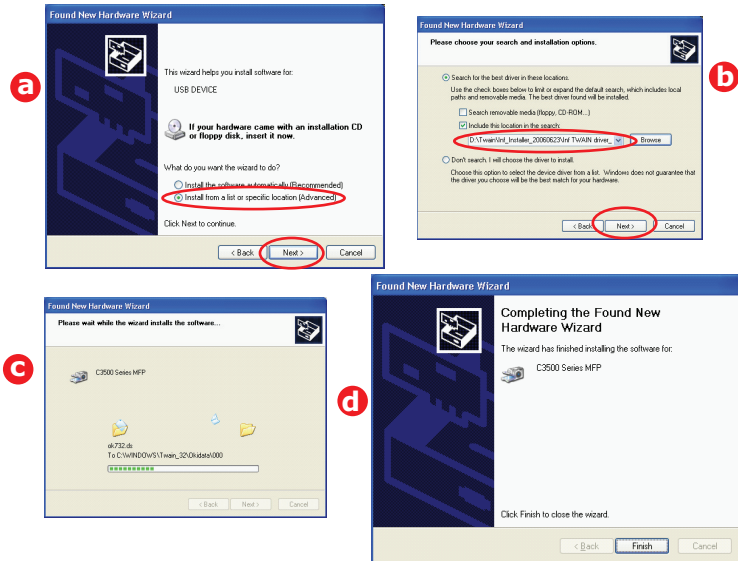 a
Found New Hardware Wizard
This wizard helps you install software for:
USB DEVICE
If your hardware came with an installation CD
or floppy disk, insert it now.
What do you want the wizard to do?
Install the software automatically (Recommended)
Install from a list or specific location (Advanced)
Click Next to continue.
< Back
Next >
Cancel
b
Found New Hardware Wizard
Please choose your search and installation options.
Search for the best driver in these locations.
Use the check boxes below to limit or expand the default search, which includes local
paths and removable media. The best driver found will be installed.
Search removable media (floppy, CD-ROM...)
Include this location in the search:
D:\Twain\Inf_Installer_20060623\Inf TWAIN driver_
Browse
Don't search. I will choose the driver to install.
Choose this option to select the device driver from a list. Windows does not guarantee that
the driver you choose will be the best match for your hardware.
< Back
Next >
Cancel
c
Found New Hardware Wizard
Please wait while the wizard installs the software...
C3500 Series MFP
ok732.ds
To C:\WINDOWS\Twain_32\Okidata\000
< Back
Next >
Cancel
d
Found New Hardware Wizard
Completing the Found New
Hardware Wizard
The wizard has finished installing the software for:
C3500 Series MFP
Click Finish to close the wizard.
< Back
Finish
Cancel